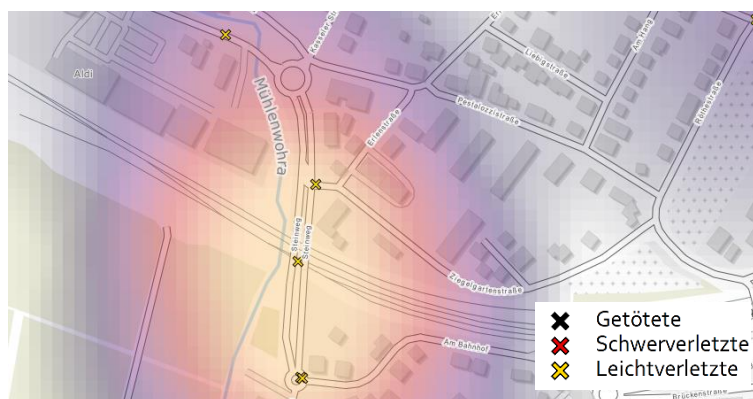 Kasseler Str
Er
Am Hang
Liebigstraße
Aldi
Mühlenwohra
Pestalozzistraße
Röthestraße
Erlenstraße
Steinweg
Steinweg
Ziegelgartenstraße
Am Bahnhof
Brückenstraße
Getötete
Schwerverletzte
Leichtverletzte